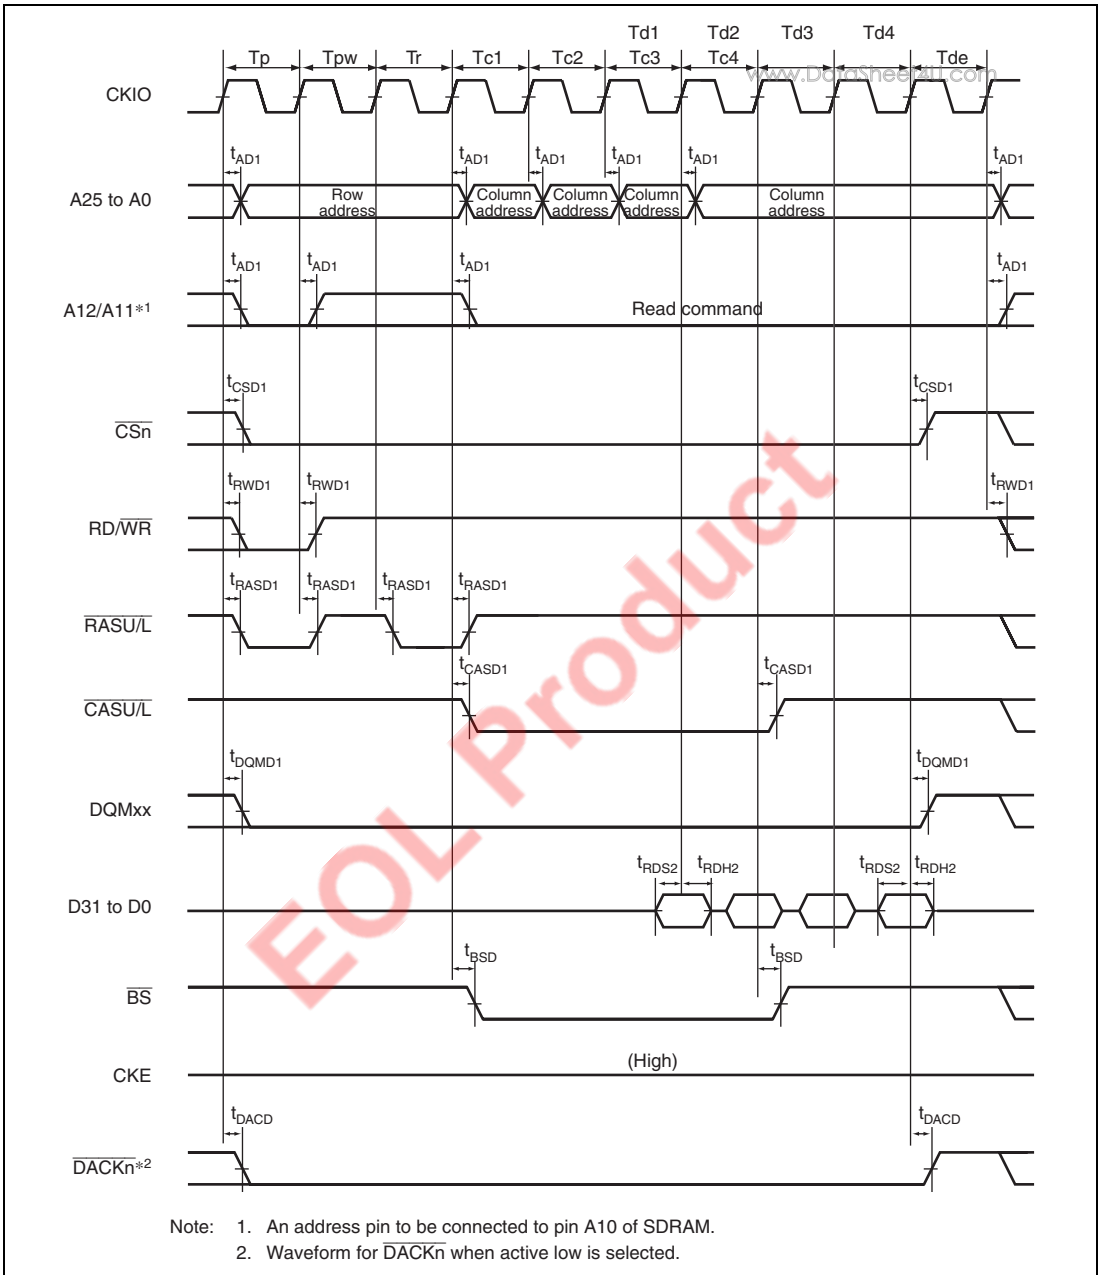 Td1 Td2 Td3 Td4
Tp Tpw Tr Tc1 Tc2 Tc3 Tc4 Tde
www.DataSheet4U.com
CKIO
tAD1 tAD1 tAD1 tAD1 tAD1 tAD1
A25 to A0
Row address
Column address
Column address
Column address
Column address
tAD1 tAD1 tAD1 tAD1
A12/A11*1
Read command
tCSD1 tCSD1
CSn
tRWD1 tRWD1 tRWD1
RD/WR
tRASD1 tRASD1 tRASD1 tRASD1
RASU/L
tCASD1 tCASD1
CASU/L
tDQMD1 tDQMD1
DQMxx
tRDS2 tRDH2 tRDS2 tRDH2
D31 to D0
tBSD tBSD
BS
(High)
CKE
tDACD tDACD
DACKn*2
EOL Product
Note: 1. An address pin to be connected to pin A10 of SDRAM.
2. Waveform for DACKn when active low is selected.